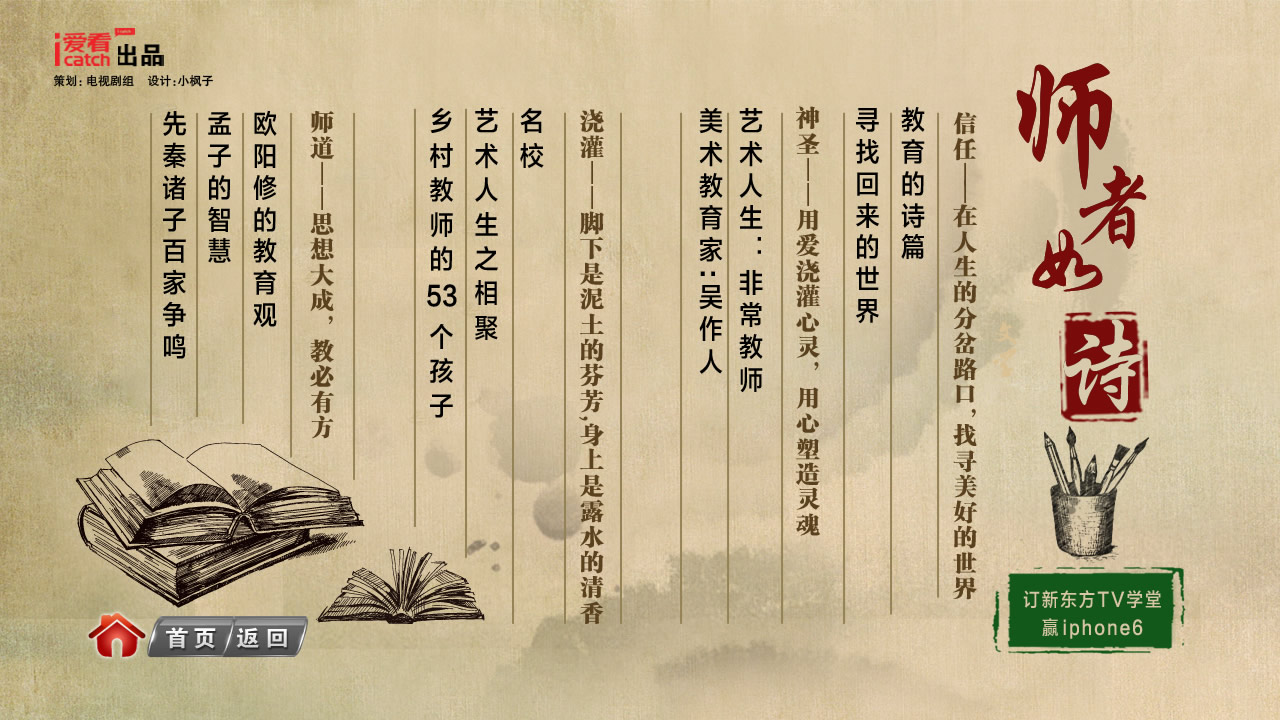 i爱看
catch 出品
策划：电视剧组 设计：小枫子
师者如诗
信任——在人生的分岔路口，找寻美好的世界
教育的诗篇
寻找回来的世界
神圣——用爱浇灌心灵，用心塑造灵魂
艺术人生：非常教师
美术教育家：吴作人
浇灌——脚下是泥土的芬芳，身上是露水的清香
名校
艺术人生之相聚
乡村教师的53个孩子
师道——思想大成，教必有方
欧阳修的教育观
孟子的智慧
先秦诸子百家争鸣
订新东方TV学堂
赢iphone6
首页 返回